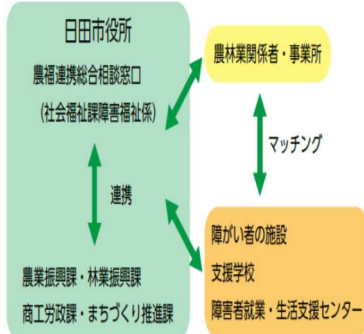 日田市役所
農福連携総合相談窓口
(社会福祉課障害福祉係)
連携
農業振興課・林業振興課
商工労政課・まちづくり推進課
農林業関係者・事業所
マッチング
障がい者の施設
支援学校
障害者就業・生活支援センター